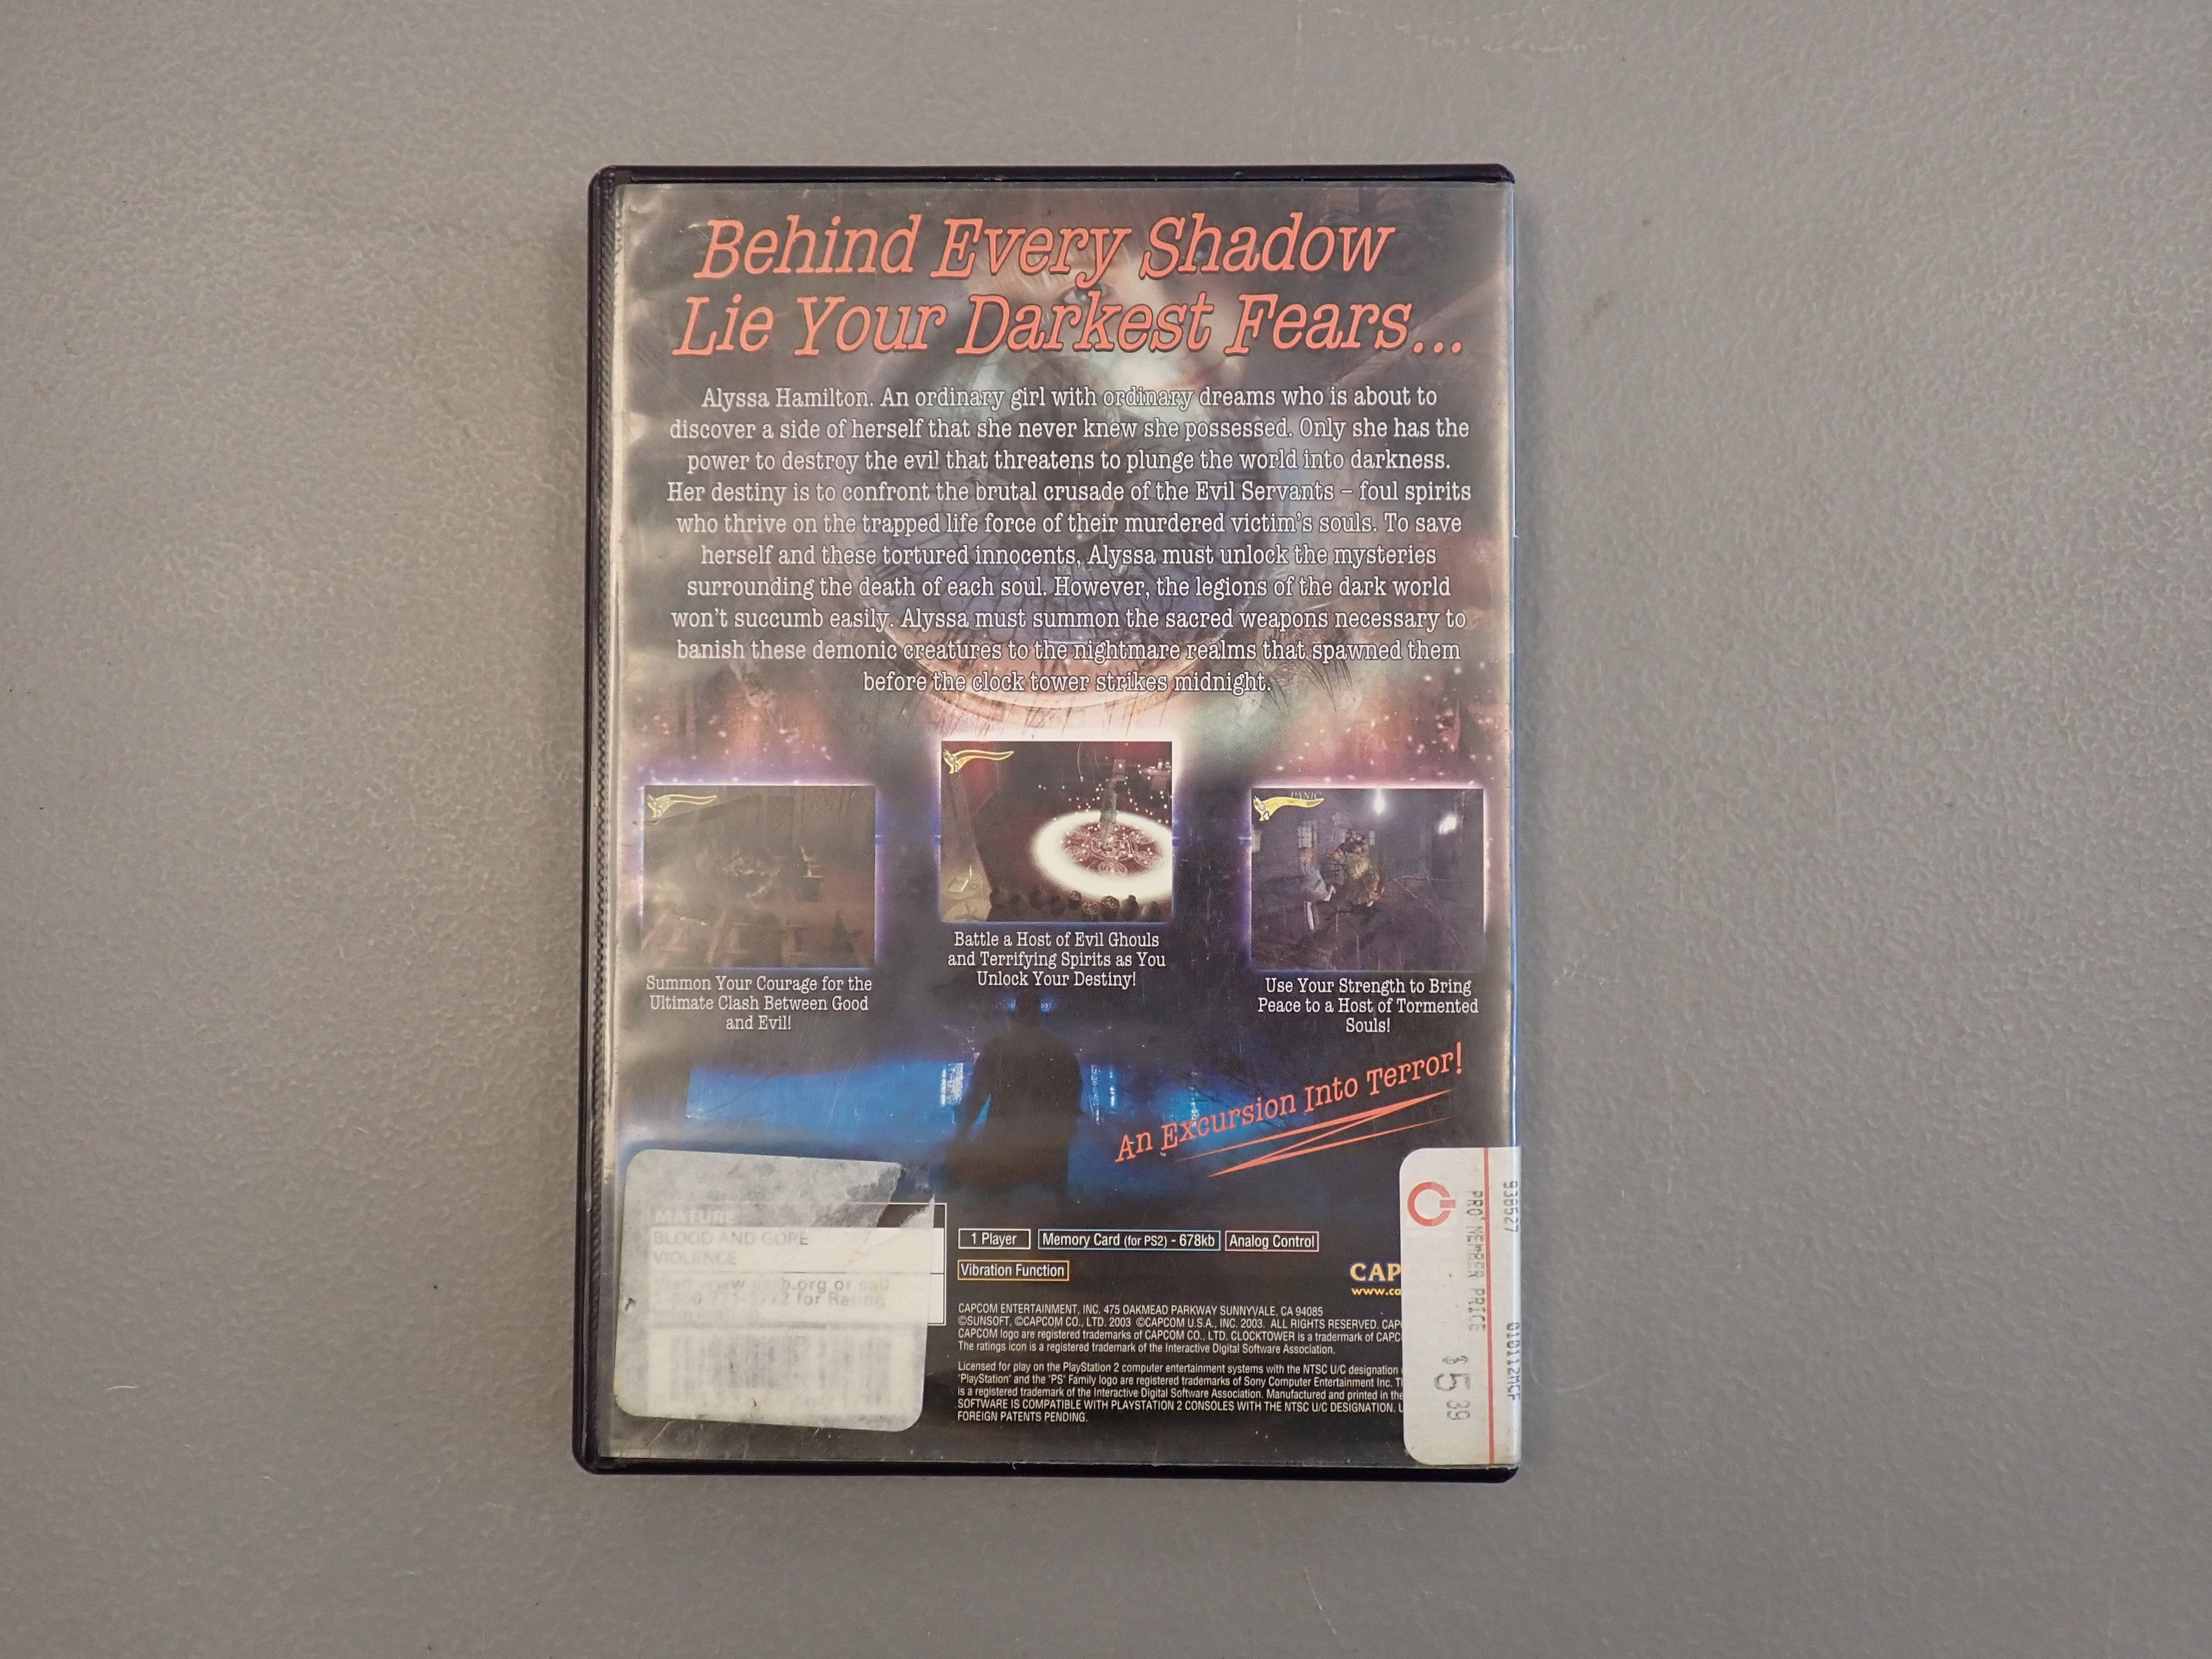 Behind Every Shadow
Lie Your Darkest Fears...
Alyssa Hamilton. An ordinary girl with ordinary dreams who is about to
discover a side of herself that she never knew she possessed. Only she has the
power to destroy the evil that threatens to plunge the world into darkness.
Her destiny is to confront the brutal crusade of the Evil Servants – foul spirits
who thrive on the trapped life force of their murdered victim's souls. To save
herself and these tortured innocents, Alyssa must unlock the mysteries
surrounding the death of each soul. However, the legions of the dark world
won't succumb easily. Alyssa must summon the sacred weapons necessary to
banish these demonic creatures to the nightmare realms that spawned them
before the clock tower strikes midnight.
PANIC
Summon Your Courage for the
Ultimate Clash Between Good
and Evil!
Battle a Host of Evil Ghouls
and Terrifying Spirits as You
Unlock Your Destiny!
Use Your Strength to Bring
Peace to a Host of Tormented
Souls!
An Excursion Into Terror!
MATURE
BLOOD AND GORE
VIOLENCE
www.esrb.org or call
for Rating
1 Player
Memory Card (for PS2) - 678kb
Analog Control
Vibration Function
CAP
www.ca
CAPCOM ENTERTAINMENT, INC. 475 OAKMEAD PARKWAY SUNNYVALE, CA 94085
©SUNSOFT, ©CAPCOM CO., LTD. 2003 ©CAPCOM U.S.A., INC. 2003. ALL RIGHTS RESERVED. CAP
CAPCOM logo are registered trademarks of CAPCOM CO., LTD. CLOCKTOWER is a trademark of CAPC
The ratings icon is a registered trademark of the Interactive Digital Software Association.
Licensed for play on the PlayStation 2 computer entertainment systems with the NTSC U/C designation
"PlayStation" and the "PS" Family logo are registered trademarks of Sony Computer Entertainment Inc. T
is a registered trademark of the Interactive Digital Software Association. Manufactured and printed in the
SOFTWARE IS COMPATIBLE WITH PLAYSTATION 2 CONSOLES WITH THE NTSC U/C DESIGNATION. U
FOREIGN PATENTS PENDING.
935527
010112MCF
PRO MEMBER PRICE
$ 5 39